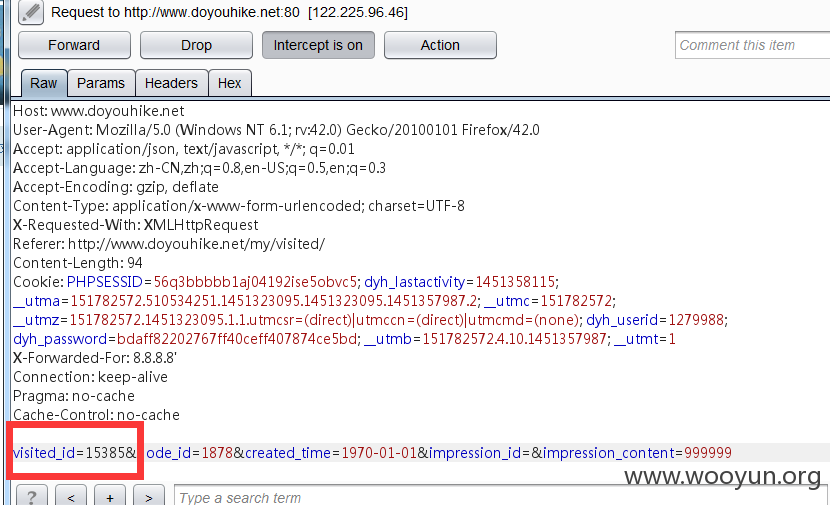 Request to http://www.doyouhike.net:80 [122.225.96.46]
Forward Drop Intercept is on Action Comment this item
Raw Params Headers Hex
Host: www.doyouhike.net
User-Agent: Mozilla/5.0 (Windows NT 6.1; rv:42.0) Gecko/20100101 Firefox/42.0
Accept: application/json, text/javascript, */*; q=0.01
Accept-Language: zh-CN,zh;q=0.8,en-US;q=0.5,en;q=0.3
Accept-Encoding: gzip, deflate
Content-Type: application/x-www-form-urlencoded; charset=UTF-8
X-Requested-With: XMLHttpRequest
Referer: http://www.doyouhike.net/my/visited/
Content-Length: 94
Cookie: PHPSESSID=56q3bbbbb1aj04192ise5obvc5; dyh_lastactivity=1451358115;
__utma=151782572.510534251.1451323095.1451323095.1451357987.2; __utmc=151782572;
__utmz=151782572.1451323095.1.1.utmcsr=(direct)|utmccn=(direct)|utmcmd=(none); dyh_userid=1279988;
dyh_password=bdaff82202767ff40ceff407874ce5bd; __utmb=151782572.4.10.1451357987; __utmt=1
X-Forwarded-For: 8.8.8.8'
Connection: keep-alive
Pragma: no-cache
Cache-Control: no-cache
visited_id=15385& ode_id=1878&created_time=1970-01-01&impression_id=&impression_content=999999
www.wooyun.org
? < + > Type a search term